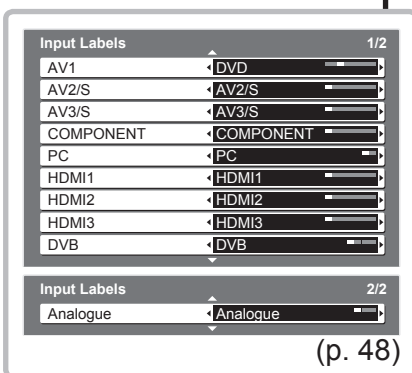 Input Labels 1/2
AV1 DVD
AV2/S AV2/S
AV3/S AV3/S
COMPONENT COMPONENT
PC PC
HDMI1 HDMI1
HDMI2 HDMI2
HDMI3 HDMI3
DVB DVB
Input Labels 2/2
Analogue Analogue
(p. 48)